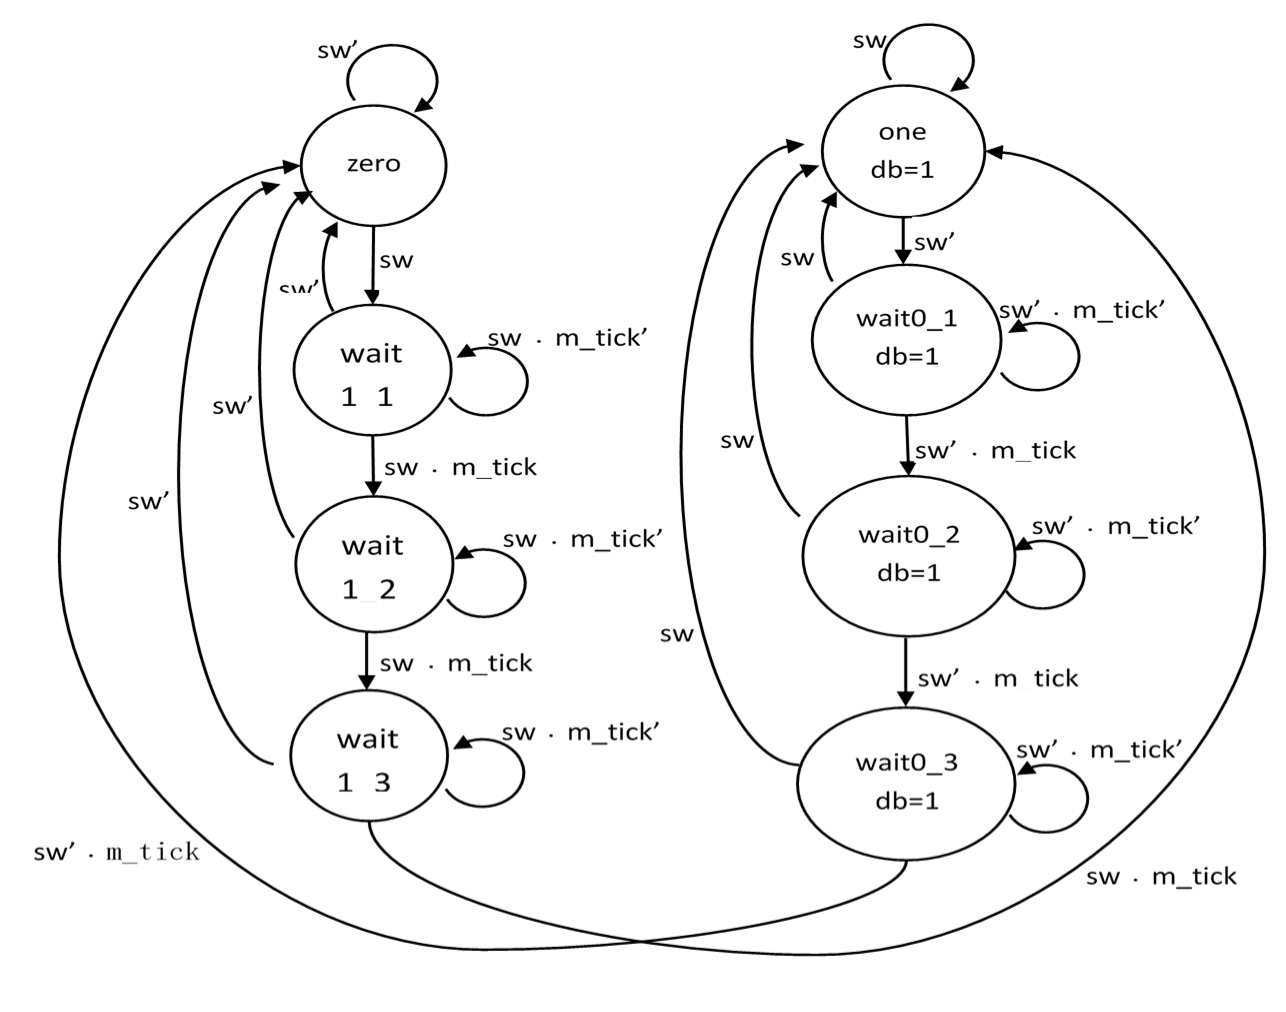 sw’
zero
sw
sw’
wait
1 1
sw . m_tick’
sw’
sw . m_tick
sw’
wait
1_2
sw . m_tick’
sw . m_tick
wait
1 3
sw . m_tick’
sw’ . m_tick
sw
one
db=1
sw’
sw
wait0_1
db=1
sw’ . m_tick’
sw
sw’ . m_tick
wait0_2
db=1
sw’ . m_tick’
sw
sw’ . m tick
wait0_3
db=1
sw’ . m_tick’
sw . m_tick